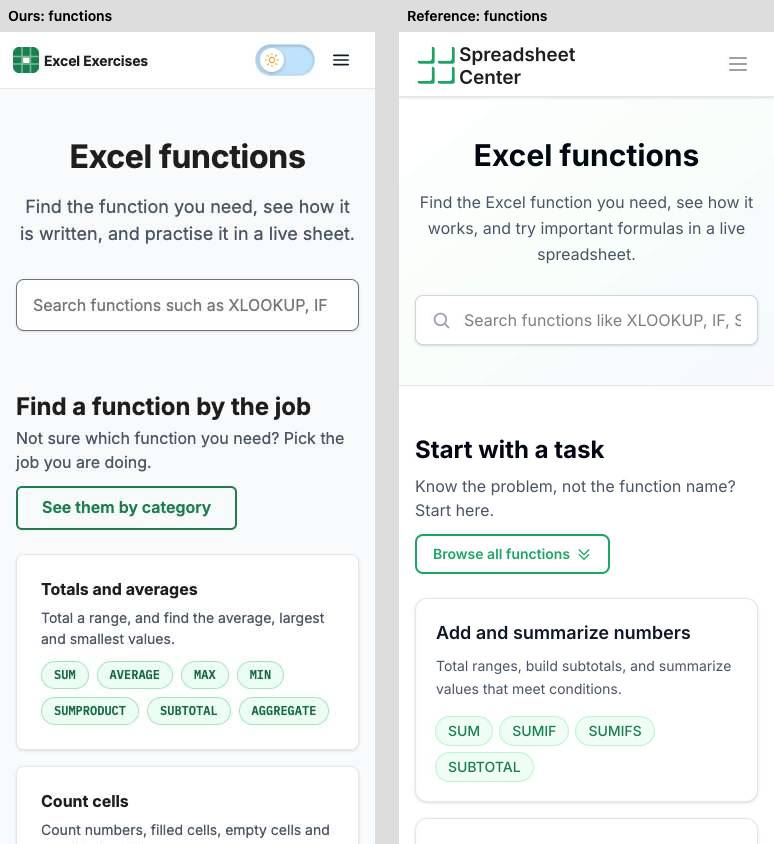 Ours: functions
Excel Exercises
Excel functions
Find the function you need, see how it
is written, and practise it in a live sheet.
Search functions such as XLOOKUP, IF
Find a function by the job
Not sure which function you need? Pick the
job you are doing.
See them by category
Totals and averages
Total a range, and find the average, largest
and smallest values.
SUM AVERAGE MAX MIN
SUMPRODUCT SUBTOTAL AGGREGATE
Count cells
Count numbers, filled cells, empty cells and
Reference: functions
Spreadsheet
Center
Excel functions
Find the Excel function you need, see how it
works, and try important formulas in a live
spreadsheet.
Search functions like XLOOKUP, IF, S
Start with a task
Know the problem, not the function name?
Start here.
Browse all functions
Add and summarize numbers
Total ranges, build subtotals, and summarize
values that meet conditions.
SUM SUMIF SUMIFS
SUBTOTAL